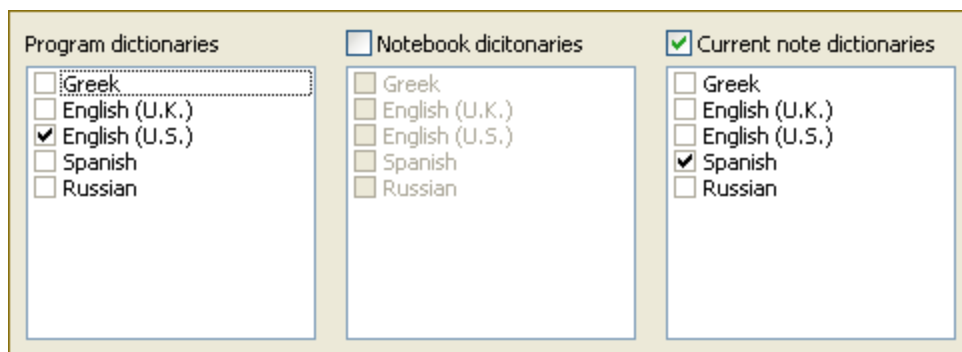 Program dictionaries
Greek
English (U.K.)
English (U.S.)
Spanish
Russian
Notebook dicitonaries
Greek
English (U.K.)
English (U.S.)
Spanish
Russian
Current note dictionaries
Greek
English (U.K.)
English (U.S.)
Spanish
Russian